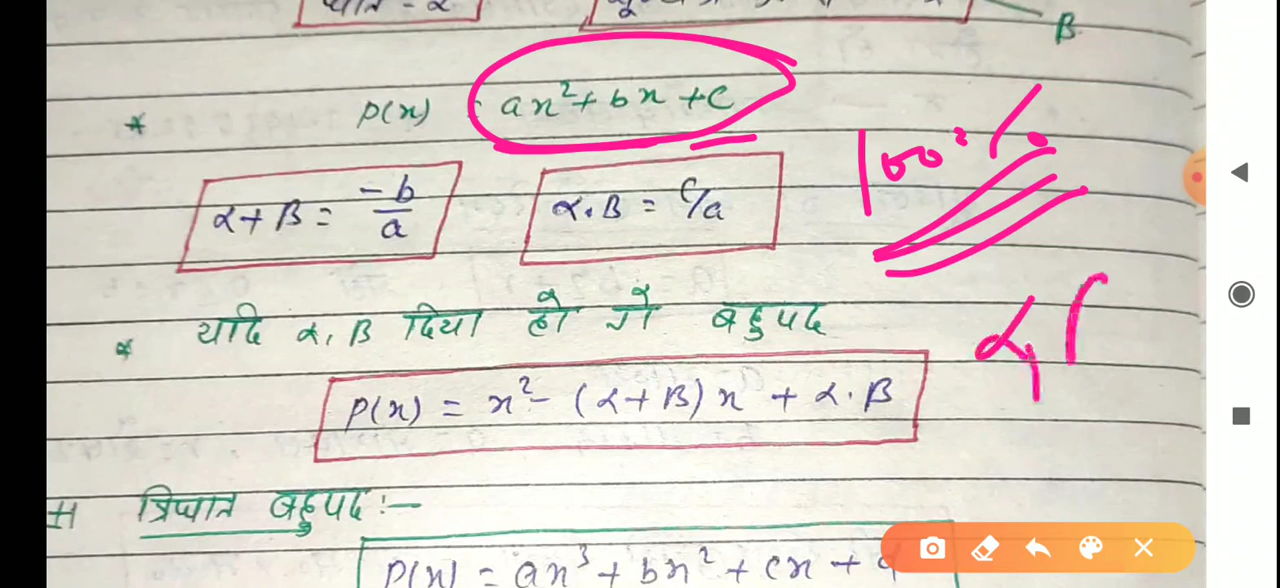 β
* p(x) = ax²+bx+c
100%
α+β = -b/a α.β = c/a
* यदि α, β दिया हो तो बहुपद
α,
p(x) = x²- (α+β)x + α.β
# त्रिघात बहुपद :-
p(x) = ax³+bx²+cx+d